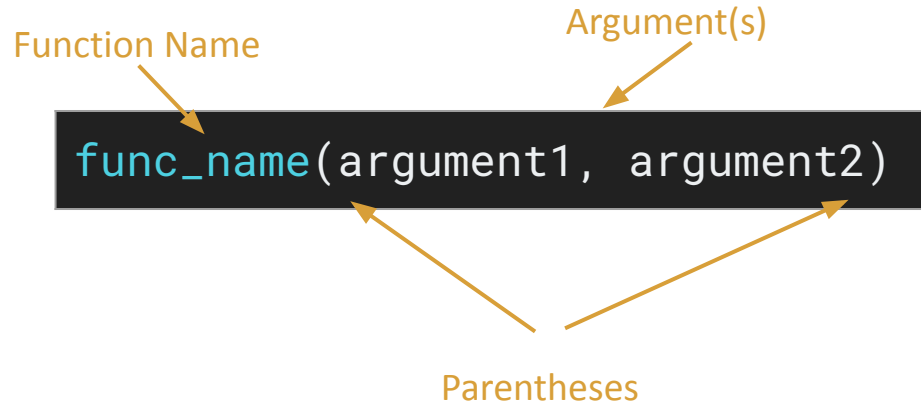 Function Name
Argument(s)
func_name(argument1, argument2)
Parentheses